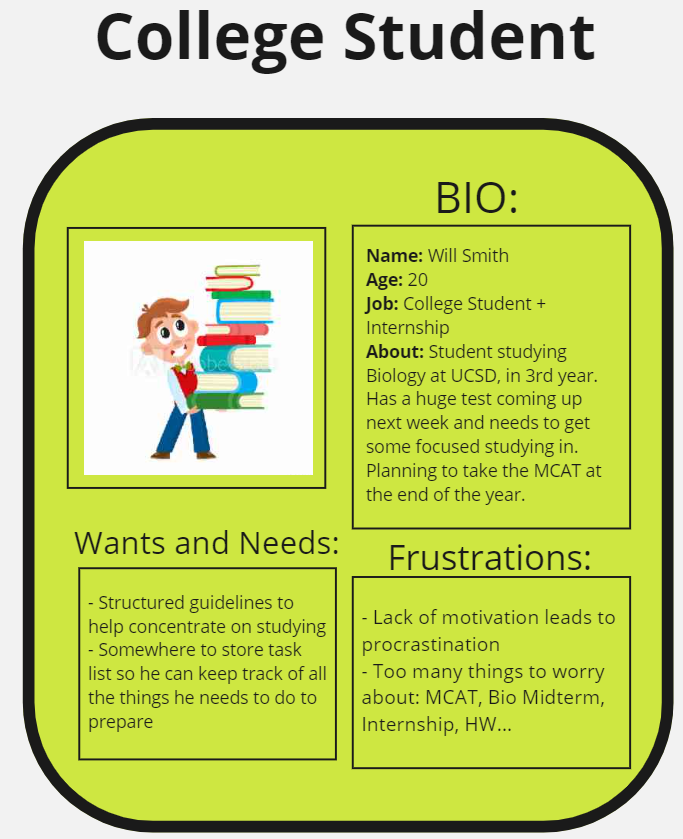 College Student
BIO:
Name: Will Smith
Age: 20
Job: College Student +
Internship
About: Student studying
Biology at UCSD, in 3rd year.
Has a huge test coming up
next week and needs to get
some focused studying in.
Planning to take the MCAT at
the end of the year.
Wants and Needs:
- Structured guidelines to
help concentrate on studying
- Somewhere to store task
list so he can keep track of all
the things he needs to do to
prepare
Frustrations:
- Lack of motivation leads to
procrastination
- Too many things to worry
about: MCAT, Bio Midterm,
Internship, HW...